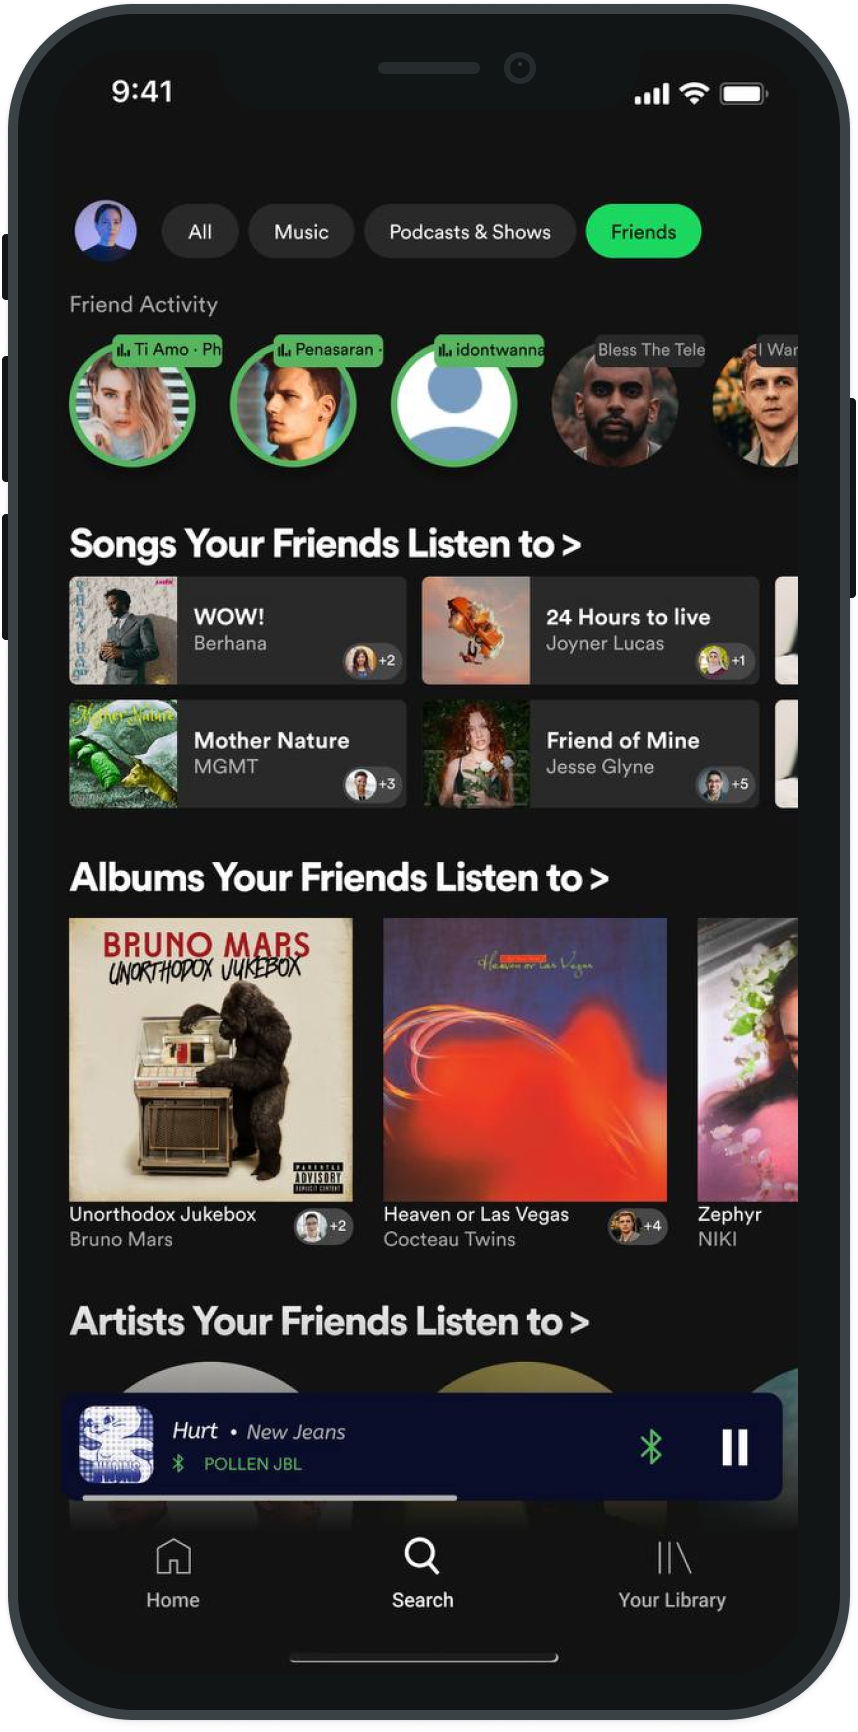 9:41
All
Music
Podcasts & Shows
Friends
Friend Activity
Ti Amo · Ph
Penasaran ·
idontwanna
Bless The Tele
I War
Songs Your Friends Listen to >
WOW!
Berhana
+2
24 Hours to live
Joyner Lucas
+1
Mother Nature
Mother Nature
MGMT
+3
Friend of Mine
Jesse Glyne
+5
Albums Your Friends Listen to >
BRUNO MARS
UNORTHODOX JUKEBOX
PARENTAL
ADVISORY
EXPLICIT CONTENT
Heaven or Las Vegas
Unorthodox Jukebox
Bruno Mars
+2
Heaven or Las Vegas
Cocteau Twins
+4
Zephyr
NIKI
Artists Your Friends Listen to >
Hurt • New Jeans
POLLEN JBL
Home
Search
Your Library